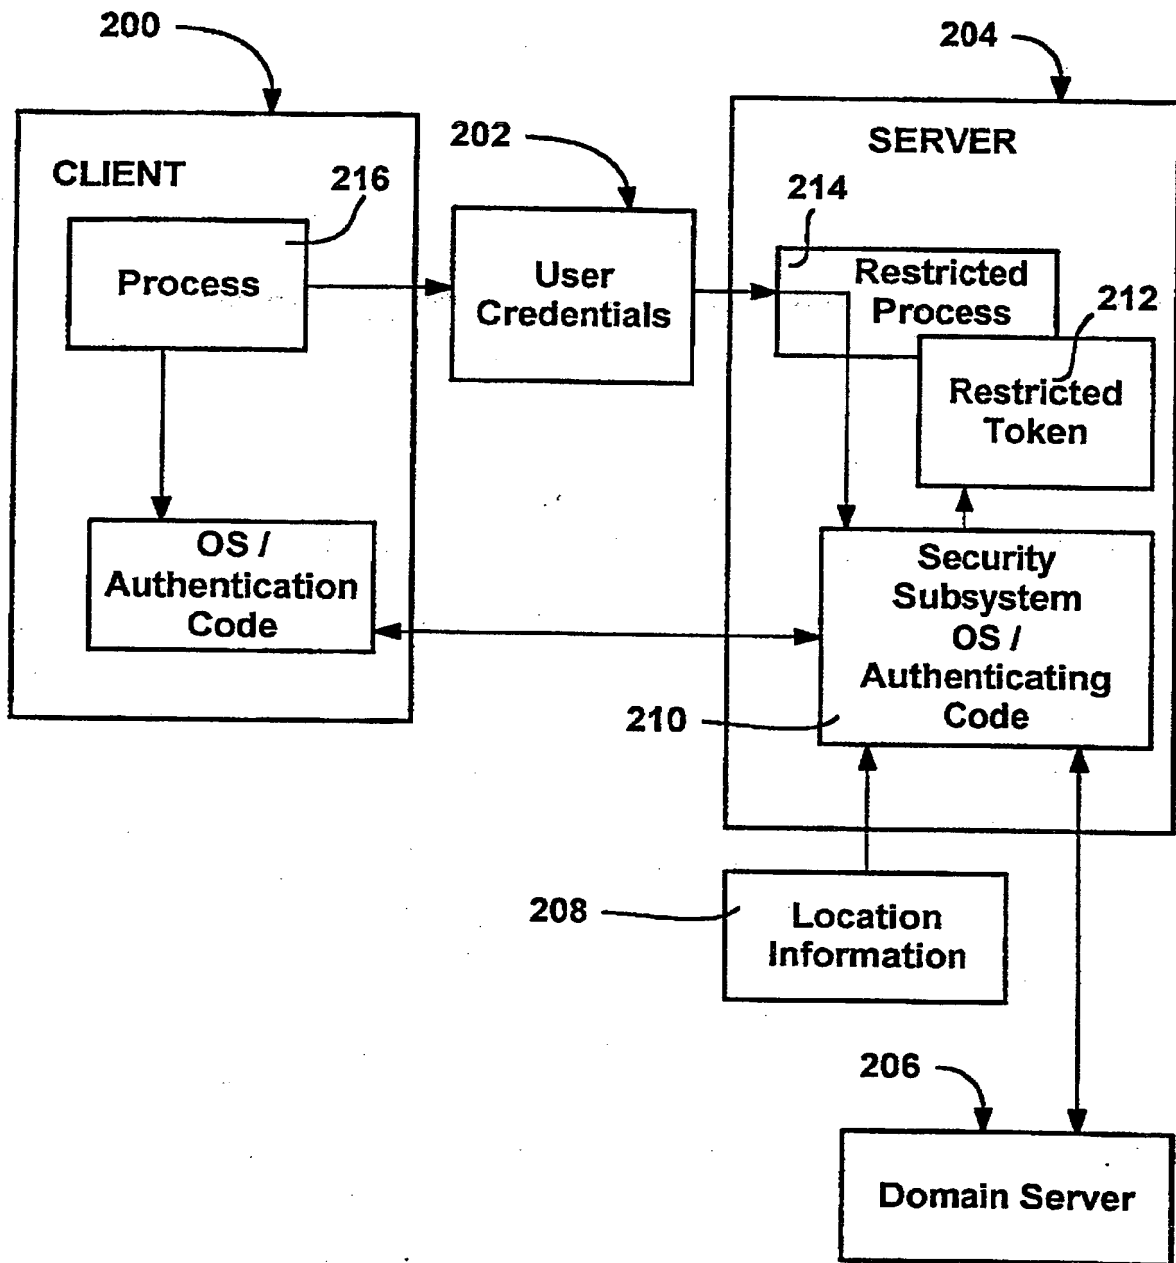 200
204
CLIENT
202
SERVER
216
214
Process
User
Credentials
Restricted
Process
212
Restricted
Token
OS /
Authentication
Code
Security
Subsystem
OS /
Authenticating
Code
210
208
Location
Information
206
Domain Server